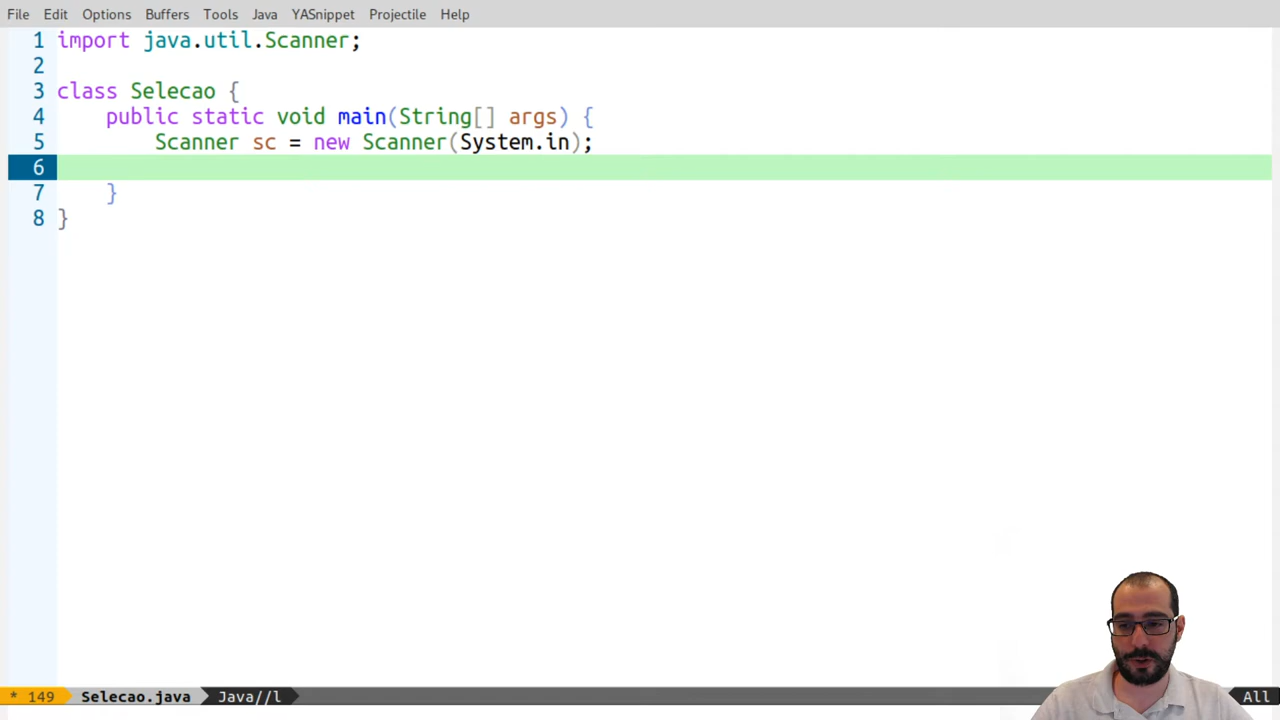 File Edit Options Buffers Tools Java YASnippet Projectile Help
1 import java.util.Scanner;
2
3 class Selecao {
4 public static void main(String[] args) {
5 Scanner sc = new Scanner(System.in);
6
7 }
8 }
* 149 Selecao.java Java//l All